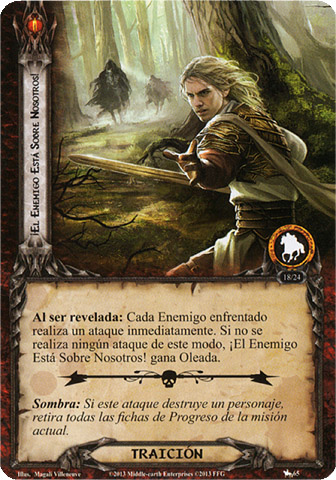 ¡El Enemigo Está Sobre Nosotros!
18/24
Al ser revelada: Cada Enemigo enfrentado
realiza un ataque inmediatamente. Si no se
realiza ningún ataque de este modo, ¡El Enemigo
Está Sobre Nosotros! gana Oleada.
Sombra: Si este ataque destruye un personaje,
retira todas las fichas de Progreso de la misión
actual.
TRAICIÓN
Illus. Magali Villeneuve
©2013 Middle-earth Enterprises ©2013 FFG
65